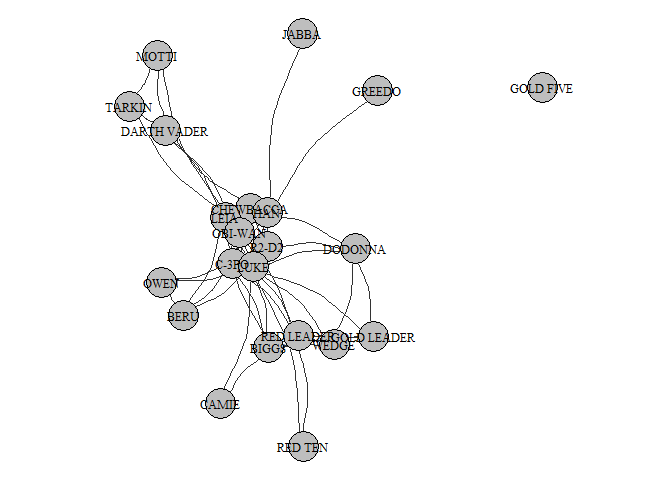 JABBA
MOTTI
GOLD FIVE
GREEDO
TARKIN
DARTH VADER
CHEWBACCA
HAN
LEIA
OBI-WAN
R2-D2
DODONNA
C-3PO
LUKE
OWEN
BERU
RED LEADER
GOLD LEADER
WEDGE
BIGGS
CAMIE
RED TEN